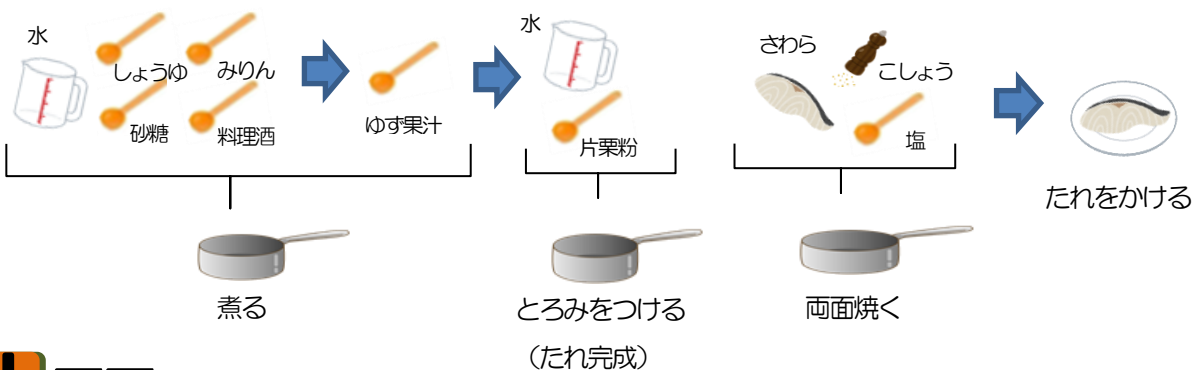 水
しょうゆ
みりん
砂糖
料理酒
ゆず果汁
水
片栗粉
さわら
こしょう
塩
たれをかける
煮る
とろみをつける
（たれ完成）
両面焼く